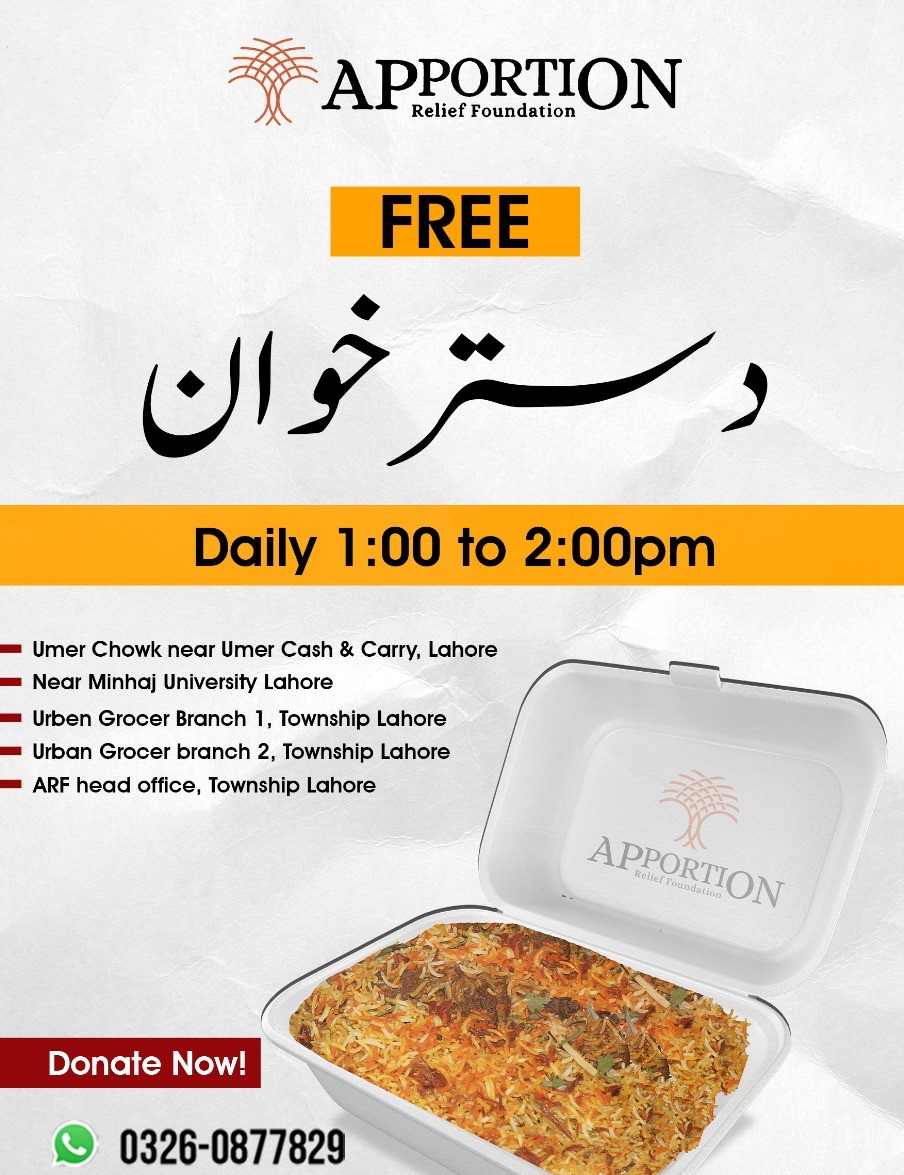 APPORTION
Relief Foundation
FREE
دستر خوان
Daily 1:00 to 2:00pm
Umer Chowk near Umer Cash & Carry, Lahore
Near Minhaj University Lahore
Urben Grocer Branch 1, Township Lahore
Urban Grocer branch 2, Township Lahore
ARF head office, Township Lahore
APPORTION
Relief Foundation
Donate Now!
0326-0877829